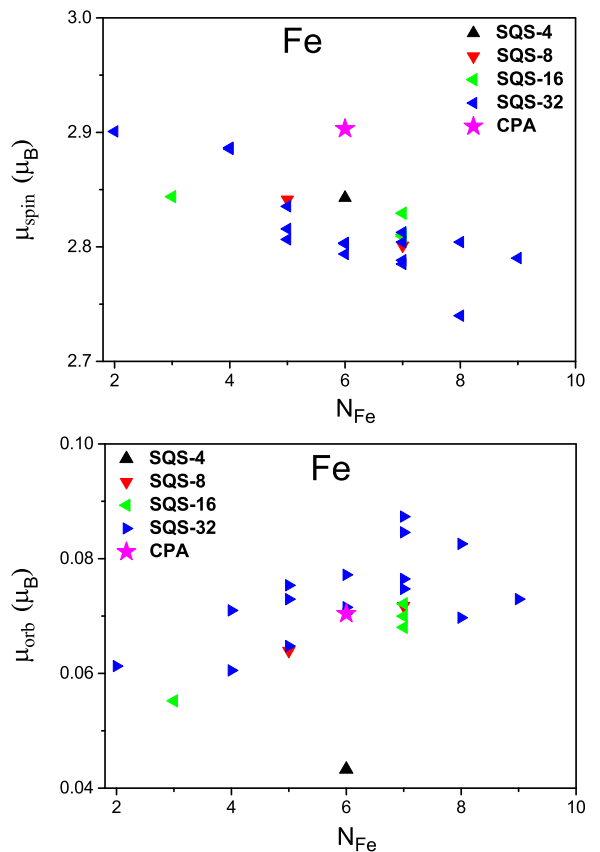 Fe
SQS-4
SQS-8
SQS-16
SQS-32
CPA
μspin (μB)
3.0
2.9
2.8
2.7
2 4 6 8 10
NFe
Fe
SQS-4
SQS-8
SQS-16
SQS-32
CPA
μorb (μB)
0.10
0.08
0.06
0.04
2 4 6 8 10
NFe